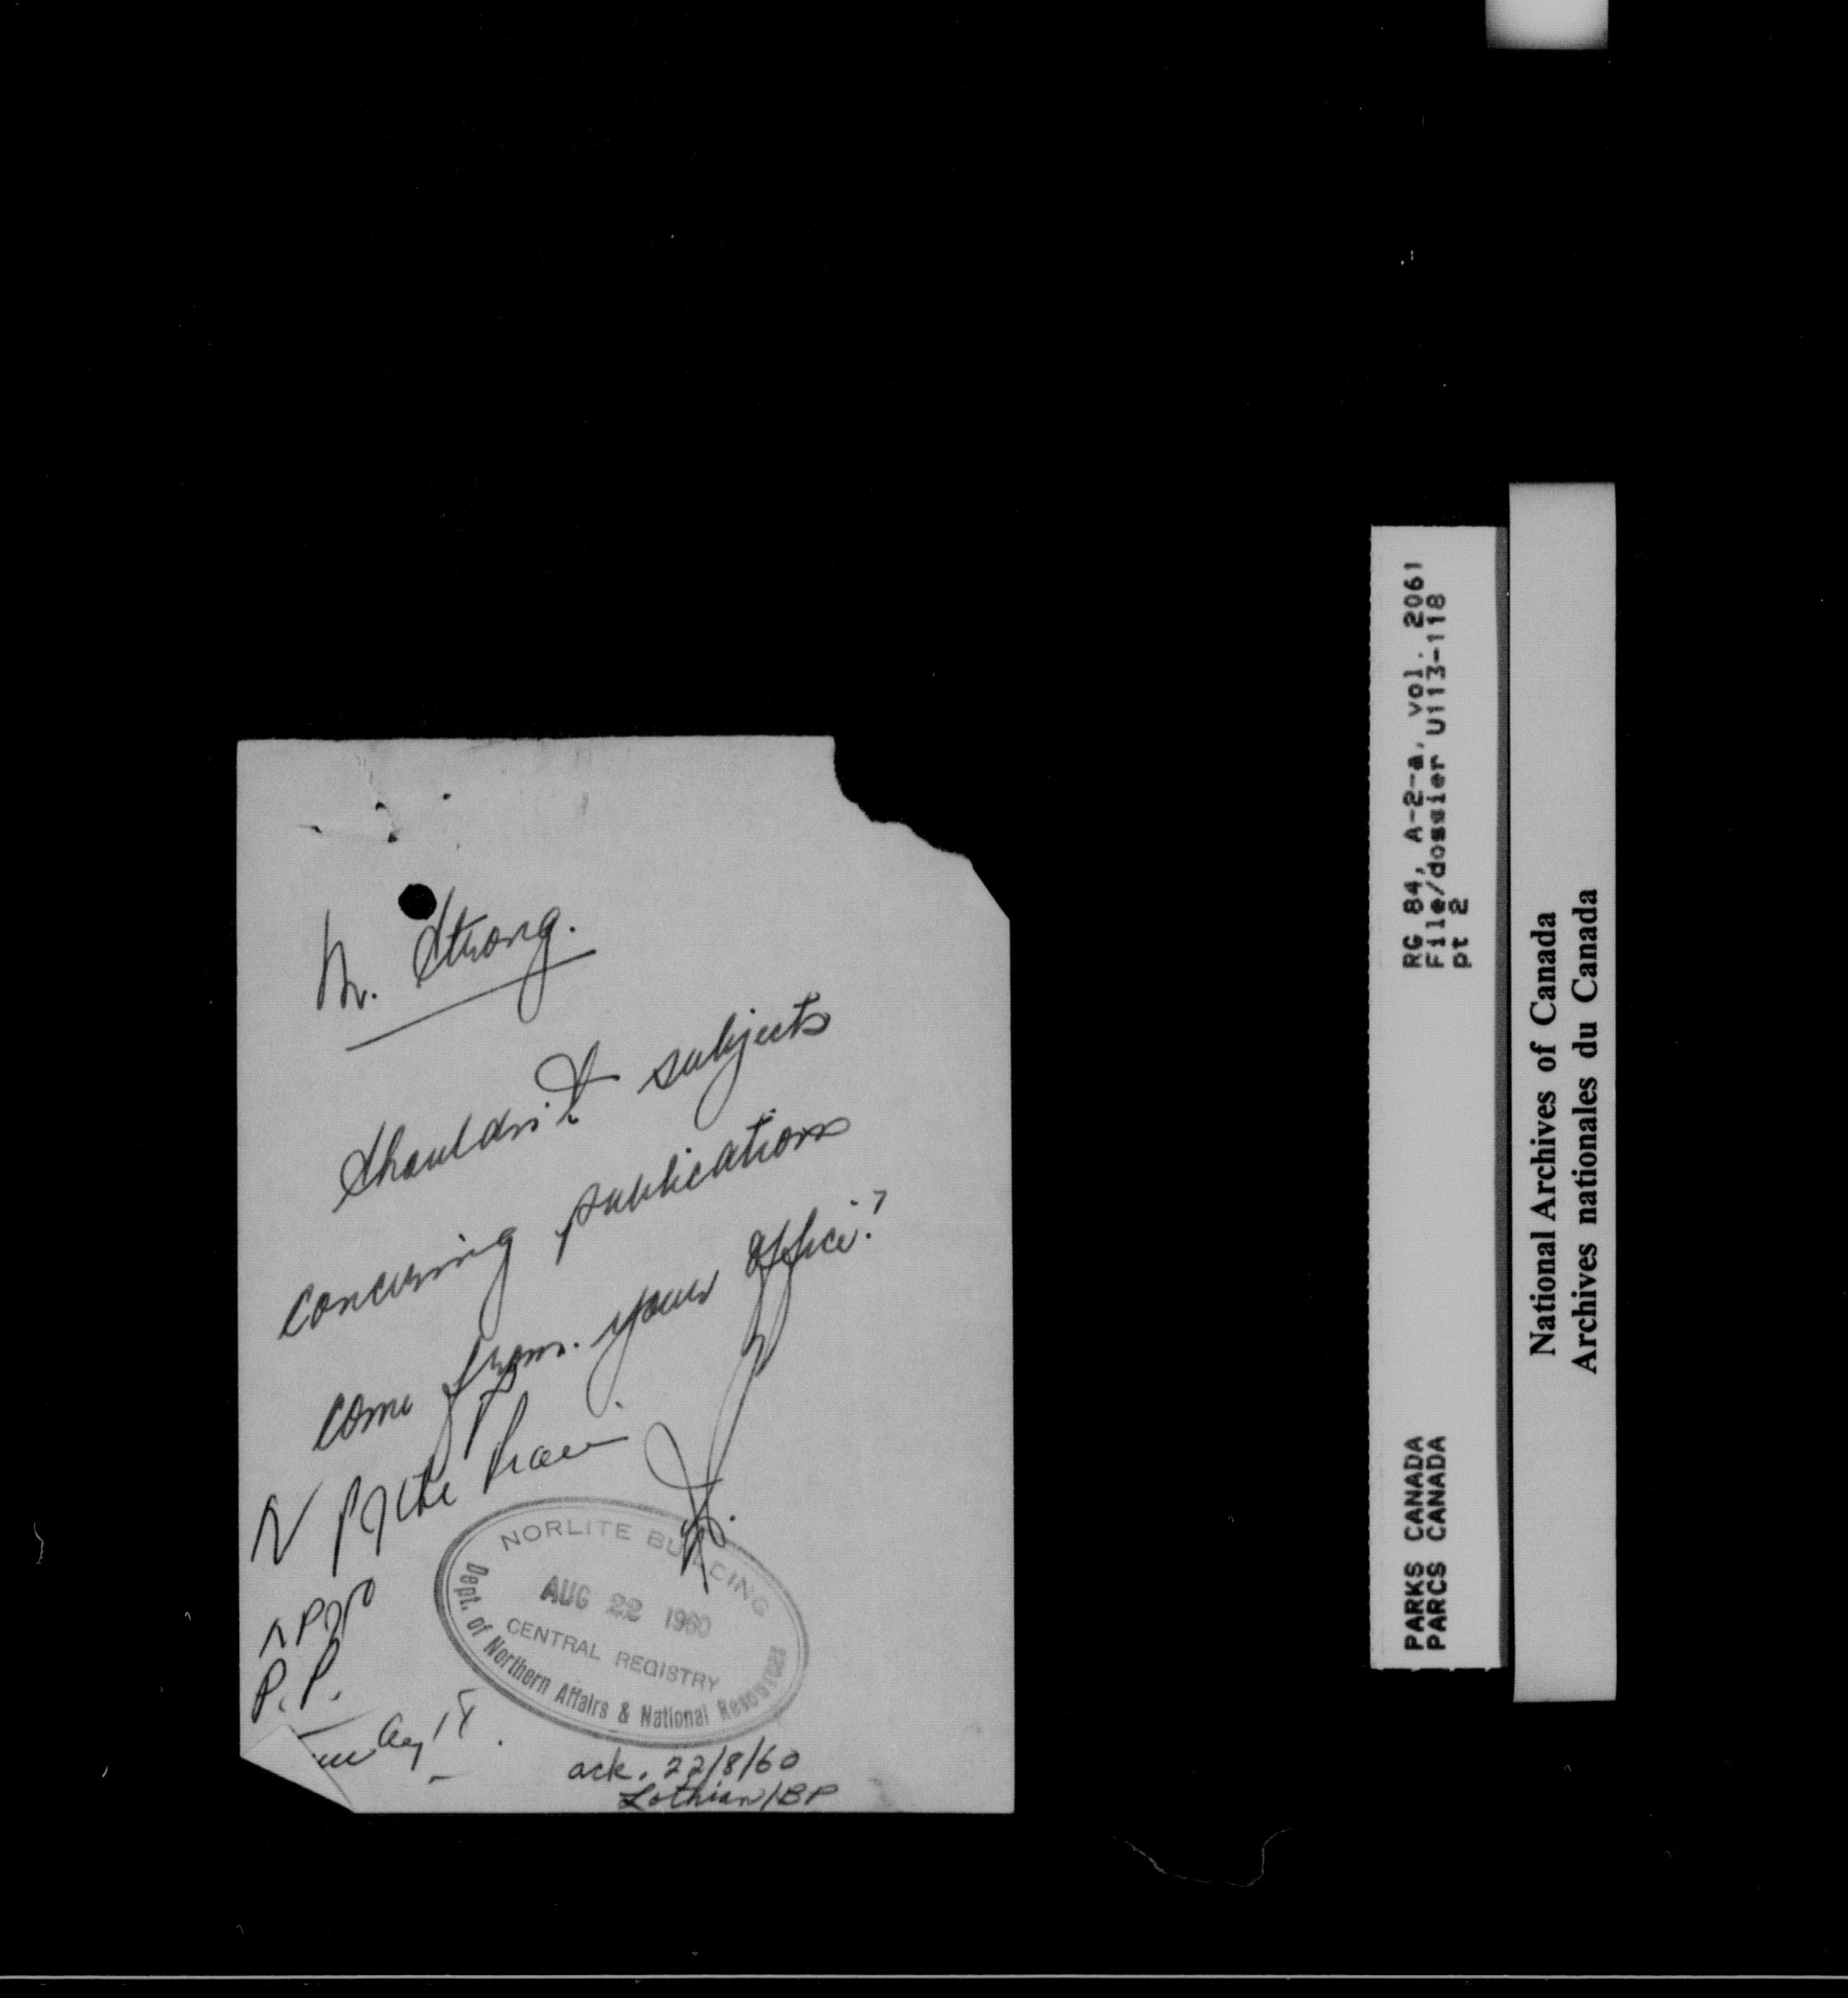 Mr. Strong.
Shouldn't subjects
concerning publications
come from your office?
P.P.
Aug 18.
NORLITE BUILDING
AUG 22 1960
CENTRAL REGISTRY
Dept. of Northern Affairs & National Resources
ack. 22/8/60
Lothian/BP
RG 84, A-2-a, vol. 2061
File/dossier U113-118
pt 2
PARKS CANADA
PARCS CANADA
National Archives of Canada
Archives nationales du Canada